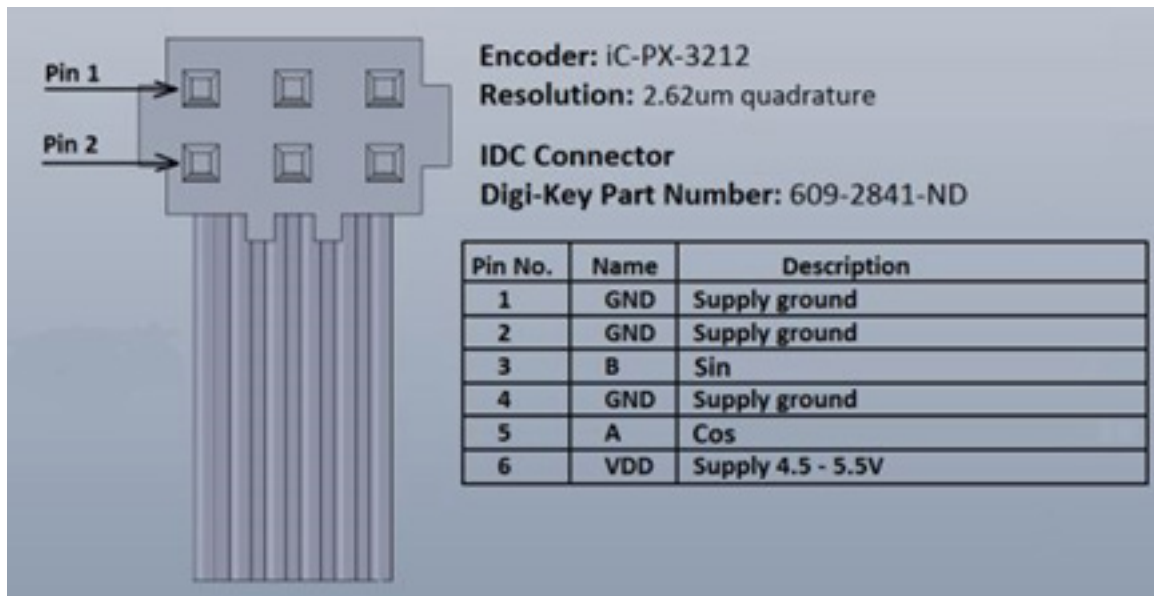 Pin 1
Pin 2
Encoder: iC-PX-3212
Resolution: 2.62um quadrature
IDC Connector
Digi-Key Part Number: 609-2841-ND
Pin No. Name Description
1 GND Supply ground
2 GND Supply ground
3 B Sin
4 GND Supply ground
5 A Cos
6 VDD Supply 4.5 - 5.5V